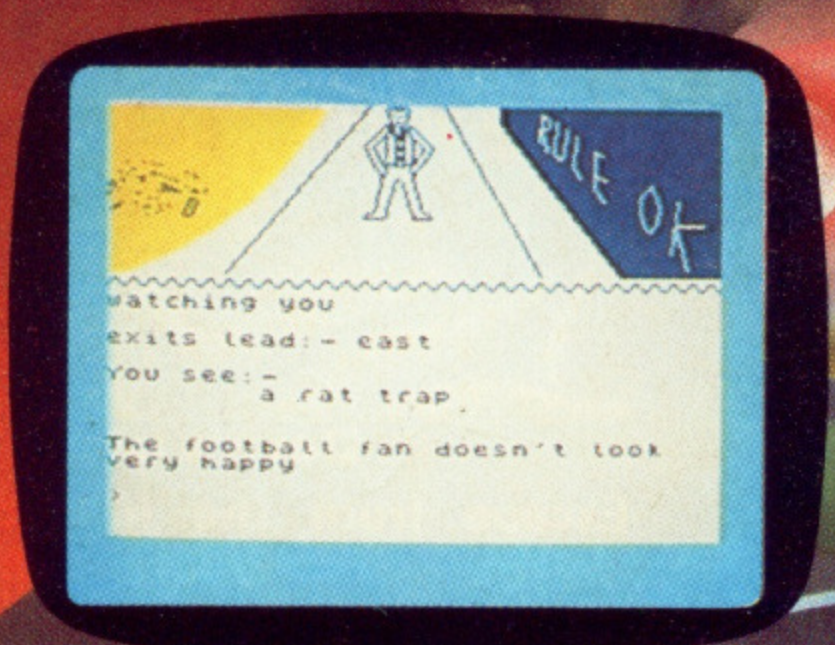 RULE OK
watching you
exits lead:- east
You see:-
a rat trap
The football fan doesn't look
very happy
>